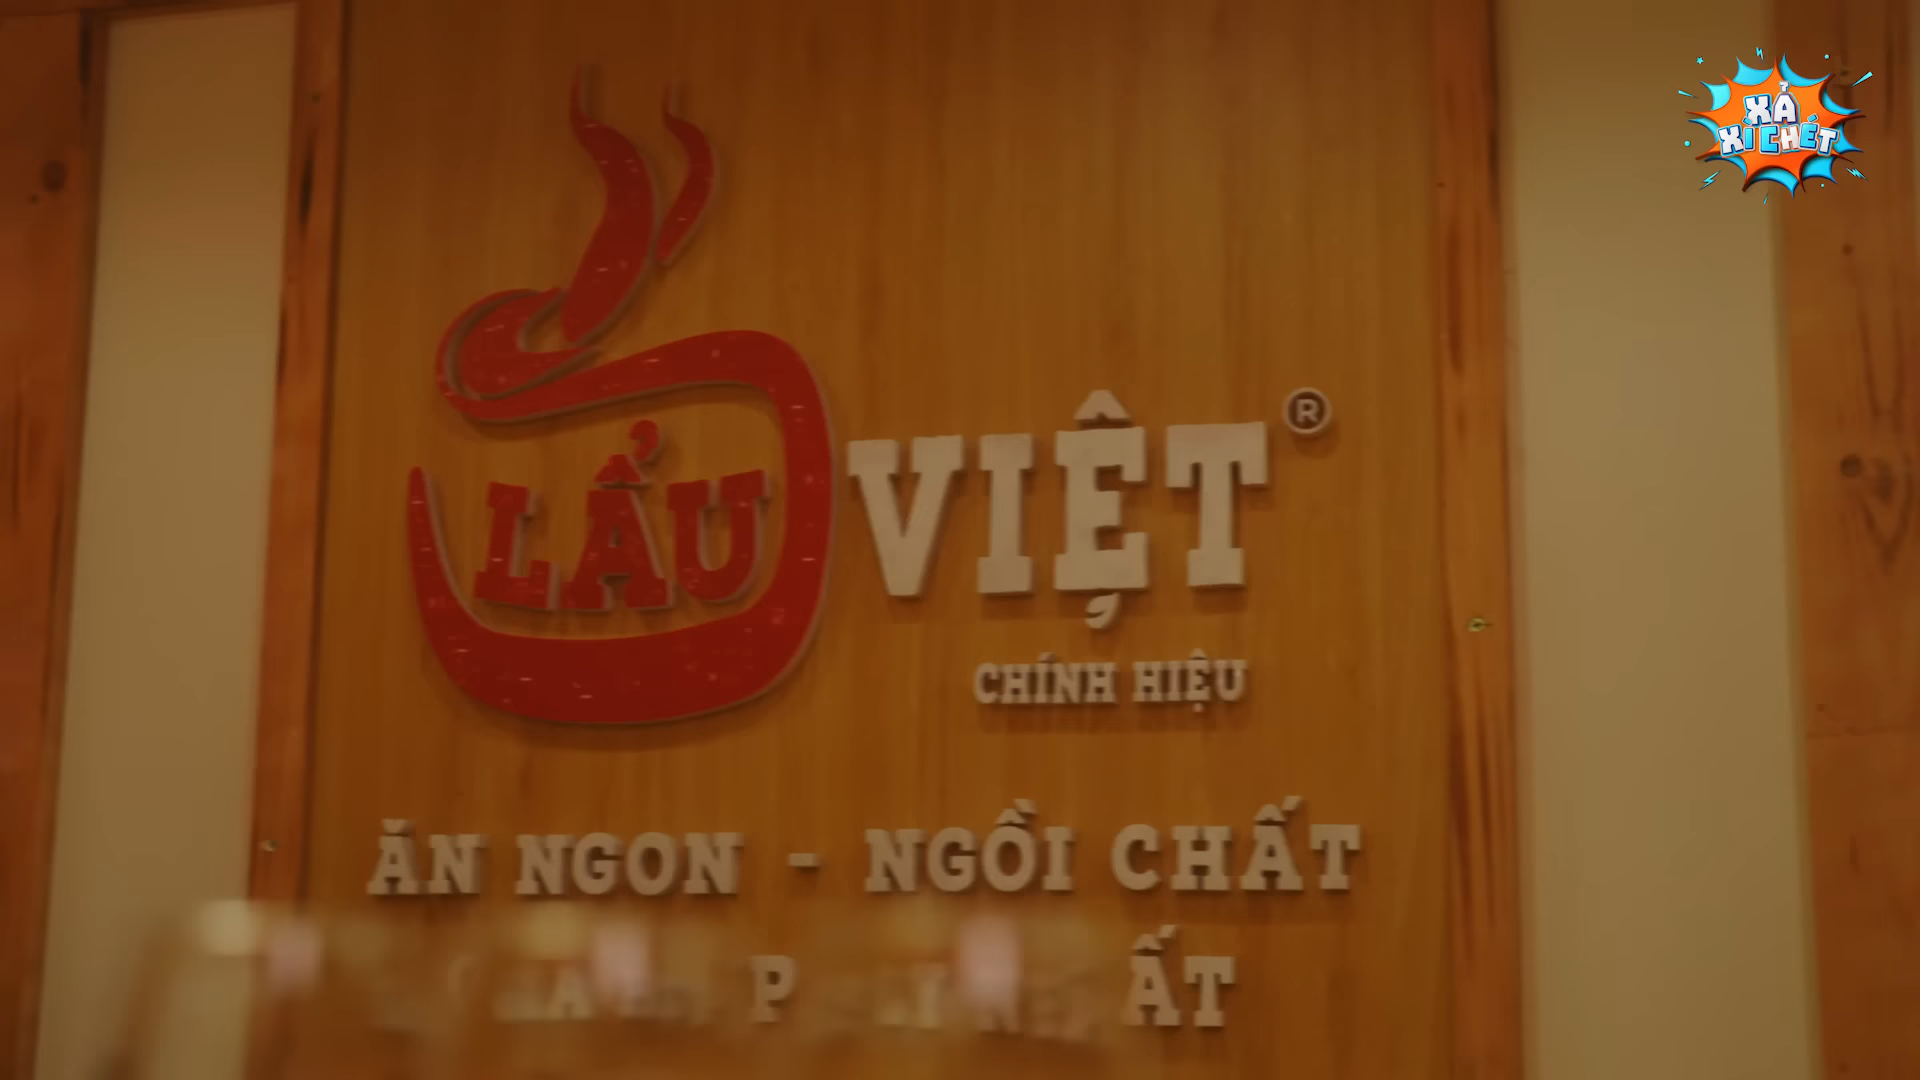 XẢ
XÌ CHÉT
LẨU VIỆT ®
CHÍNH HIỆU
ĂN NGON - NGỒI CHẤT